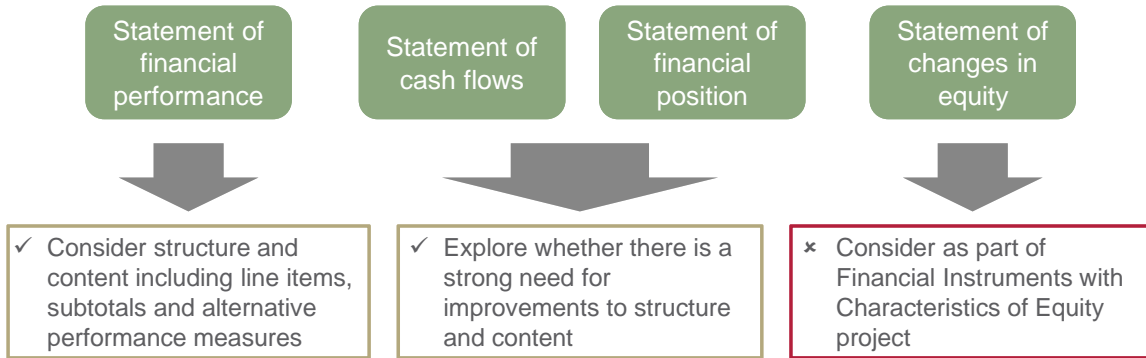 Statement of
financial
performance
Statement of
cash flows
Statement of
financial
position
Statement of
changes in
equity
✓ Consider structure and
content including line items,
subtotals and alternative
performance measures
✓ Explore whether there is a
strong need for
improvements to structure
and content
✖ Consider as part of
Financial Instruments with
Characteristics of Equity
project